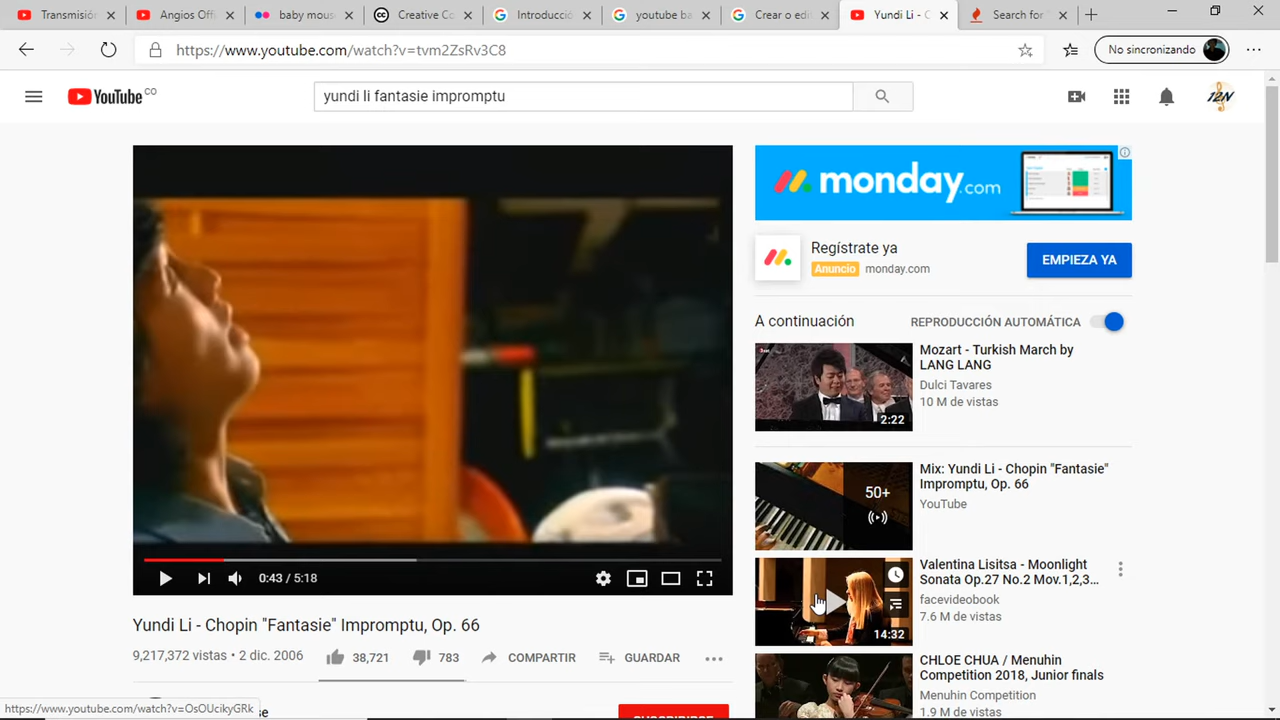 Transmisión
Angios Offi
baby mous
Creative Co
Introducció
youtube ba
Crear o edi
Yundi Li - C
Search for
https://www.youtube.com/watch?v=tvm2ZsRv3C8
No sincronizando
YouTube CO
yundi li fantasie impromptu
12N
monday.com
Regístrate ya
Anuncio monday.com
EMPIEZA YA
A continuación
REPRODUCCIÓN AUTOMÁTICA
Mozart - Turkish March by
LANG LANG
Dulci Tavares
10 M de vistas
2:22
50+
Mix: Yundi Li - Chopin "Fantasie"
Impromptu, Op. 66
YouTube
Valentina Lisitsa - Moonlight
Sonata Op.27 No.2 Mov.1,2,3...
facevideobook
7.6 M de vistas
14:32
CHLOE CHUA / Menuhin
Competition 2018, Junior finals
Menuhin Competition
1.9 M de vistas
0:43 / 5:18
Yundi Li - Chopin "Fantasie" Impromptu, Op. 66
vistas • 2 dic. 2006
38,721
783
COMPARTIR
GUARDAR
https://www.youtube.com/watch?v=OsOUcikyGRk